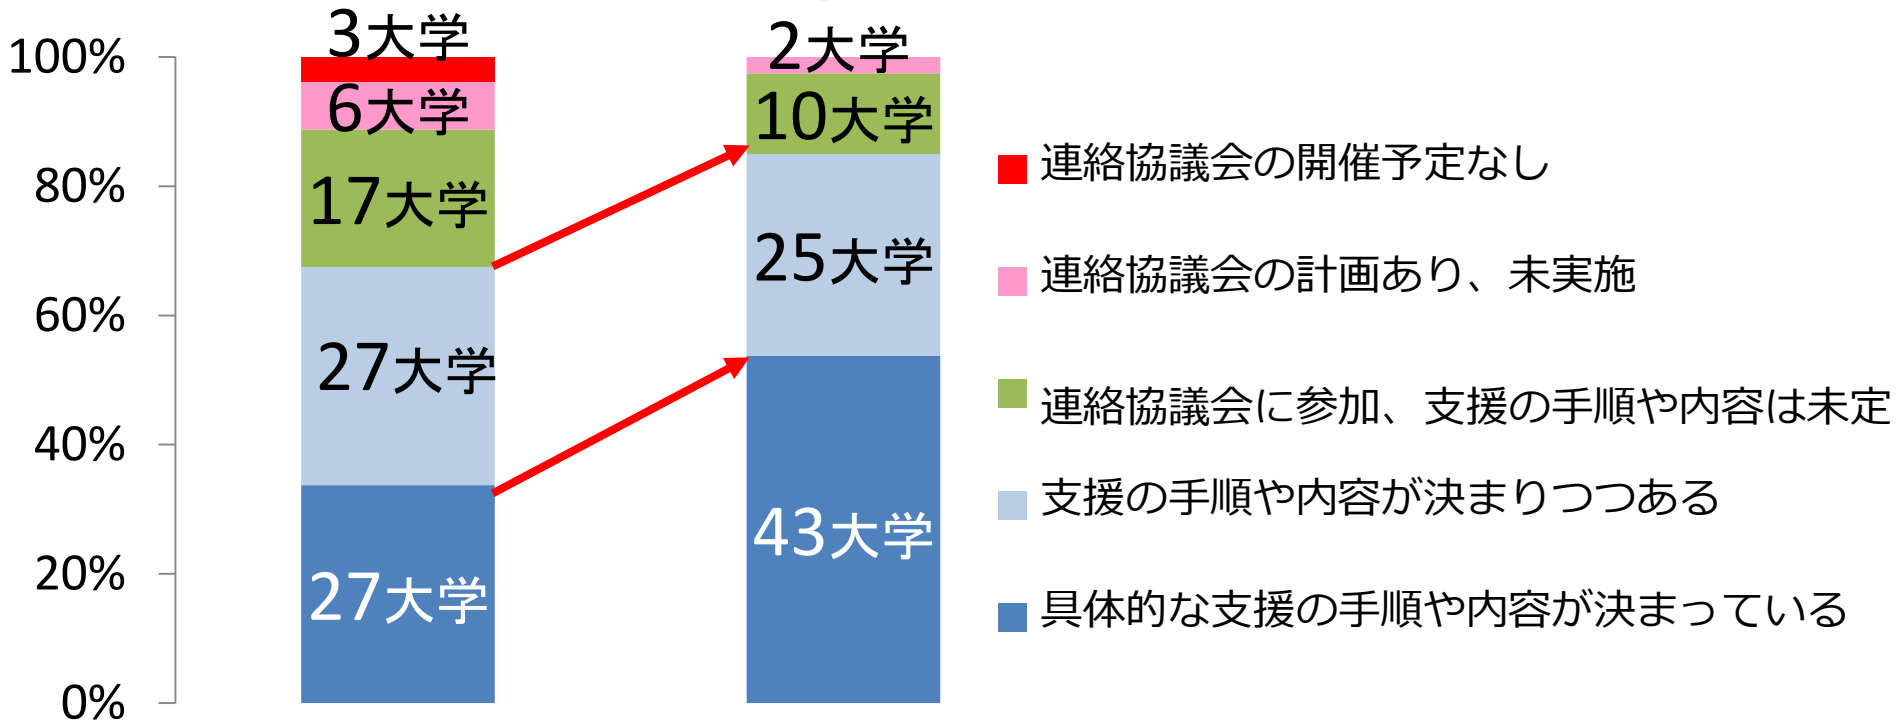 100%
80%
60%
40%
20%
0%
3大学
6大学
17大学
27大学
27大学
2大学
10大学
25大学
43大学
連絡協議会の開催予定なし
連絡協議会の計画あり、未実施
連絡協議会に参加、支援の手順や内容は未定
支援の手順や内容が決まりつつある
具体的な支援の手順や内容が決まっている